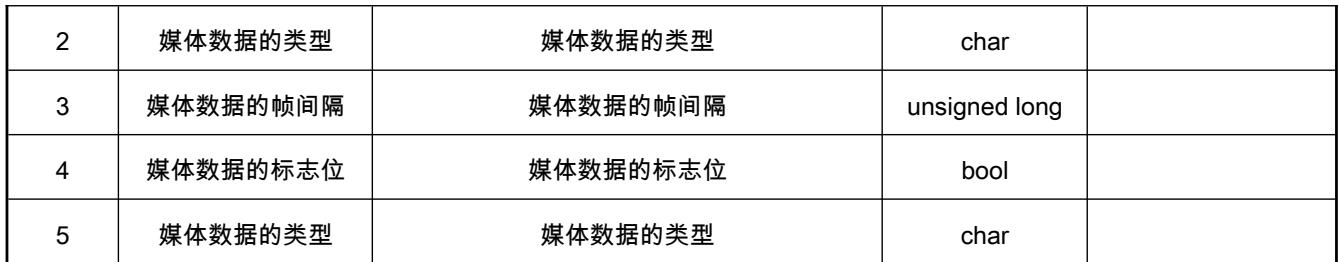 2 媒体数据的类型 媒体数据的类型 char
3 媒体数据的帧间隔 媒体数据的帧间隔 unsigned long
4 媒体数据的标志位 媒体数据的标志位 bool
5 媒体数据的类型 媒体数据的类型 char